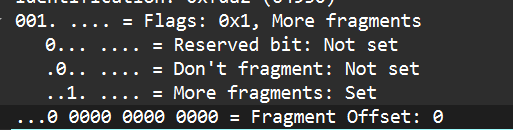 001. .... = Flags: 0x1, More fragments
0... .... = Reserved bit: Not set
.0.. .... = Don't fragment: Not set
..1. .... = More fragments: Set
...0 0000 0000 0000 = Fragment Offset: 0